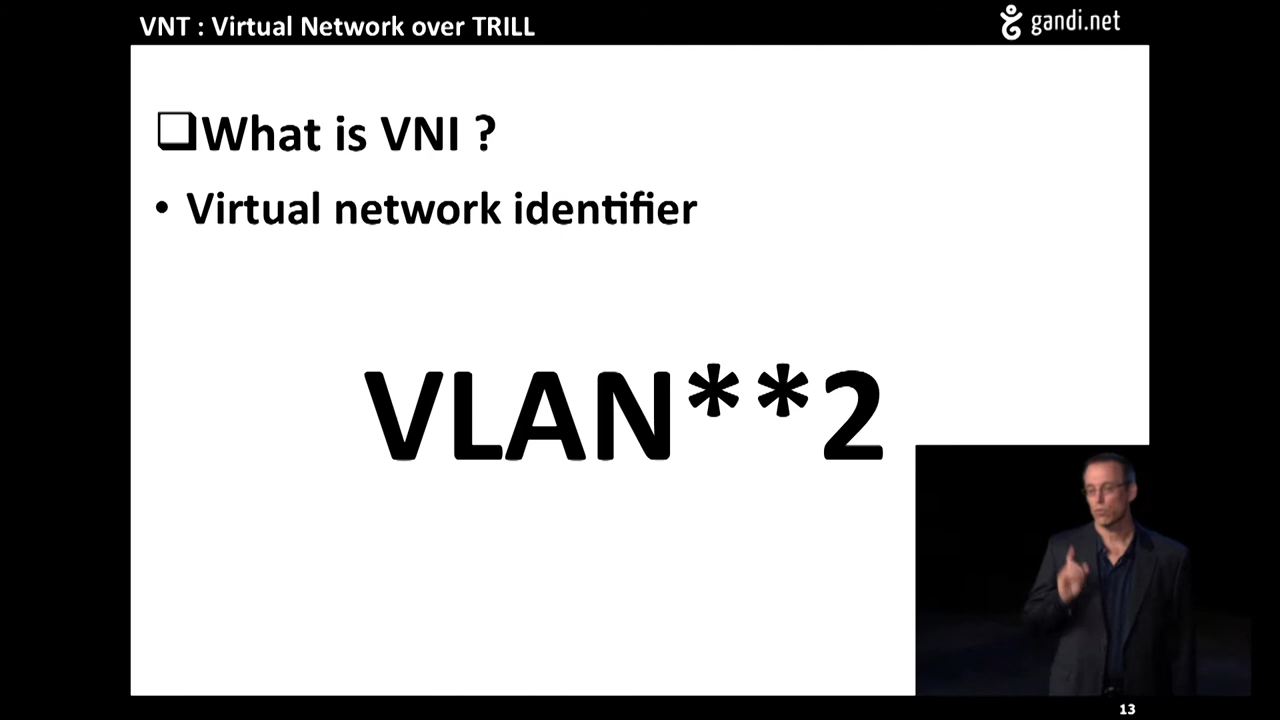 VNT : Virtual Network over TRILL
gandi.net
❑What is VNI ?
• Virtual network identifier
VLAN**2
13